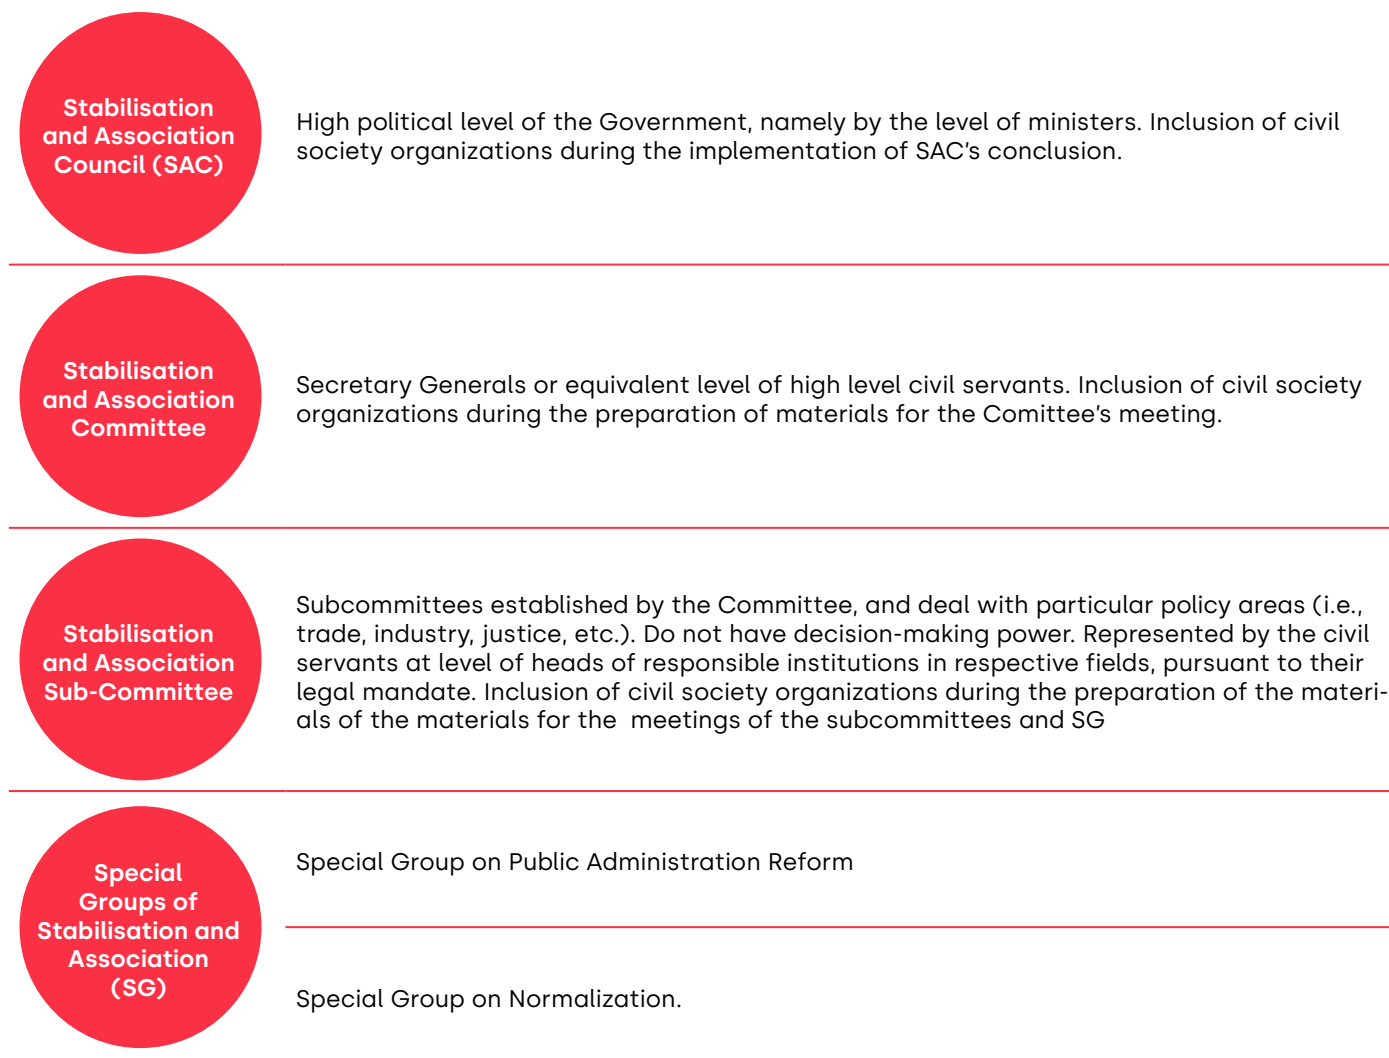 Stabilisation
and Association
Council (SAC)
High political level of the Government, namely by the level of ministers. Inclusion of civil
society organizations during the implementation of SAC’s conclusion.
Stabilisation
and Association
Committee
Secretary Generals or equivalent level of high level civil servants. Inclusion of civil society
organizations during the preparation of materials for the Comittee’s meeting.
Stabilisation
and Association
Sub-Committee
Subcommittees established by the Committee, and deal with particular policy areas (i.e.,
trade, industry, justice, etc.). Do not have decision-making power. Represented by the civil
servants at level of heads of responsible institutions in respective fields, pursuant to their
legal mandate. Inclusion of civil society organizations during the preparation of the materi-
als of the materials for the  meetings of the subcommittees and SG
Special
Groups of
Stabilisation and
Association
(SG)
Special Group on Public Administration Reform
Special Group on Normalization.